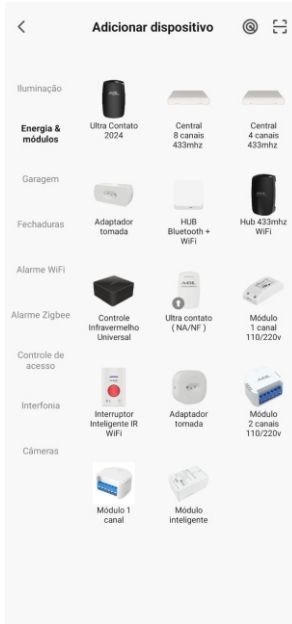 Adicionar dispositivo
Iluminação
Energia &
módulos
Garagem
Fechaduras
Alarme WiFi
Alarme Zigbee
Controle de
acesso
Interfonia
Câmeras
Ultra Contato
2024
Central
8 canais
433mhz
Central
4 canais
433mhz
Adaptador
tomada
HUB
Bluetooth +
WiFi
Hub 433mhz
WiFi
Controle
Infravermelho
Universal
Ultra contato
( NA/NF )
Módulo
1 canal
110/220v
Interruptor
Inteligente IR
WiFi
Adaptador
tomada
Módulo
2 canais
110/220v
Módulo 1
canal
Módulo
inteligente